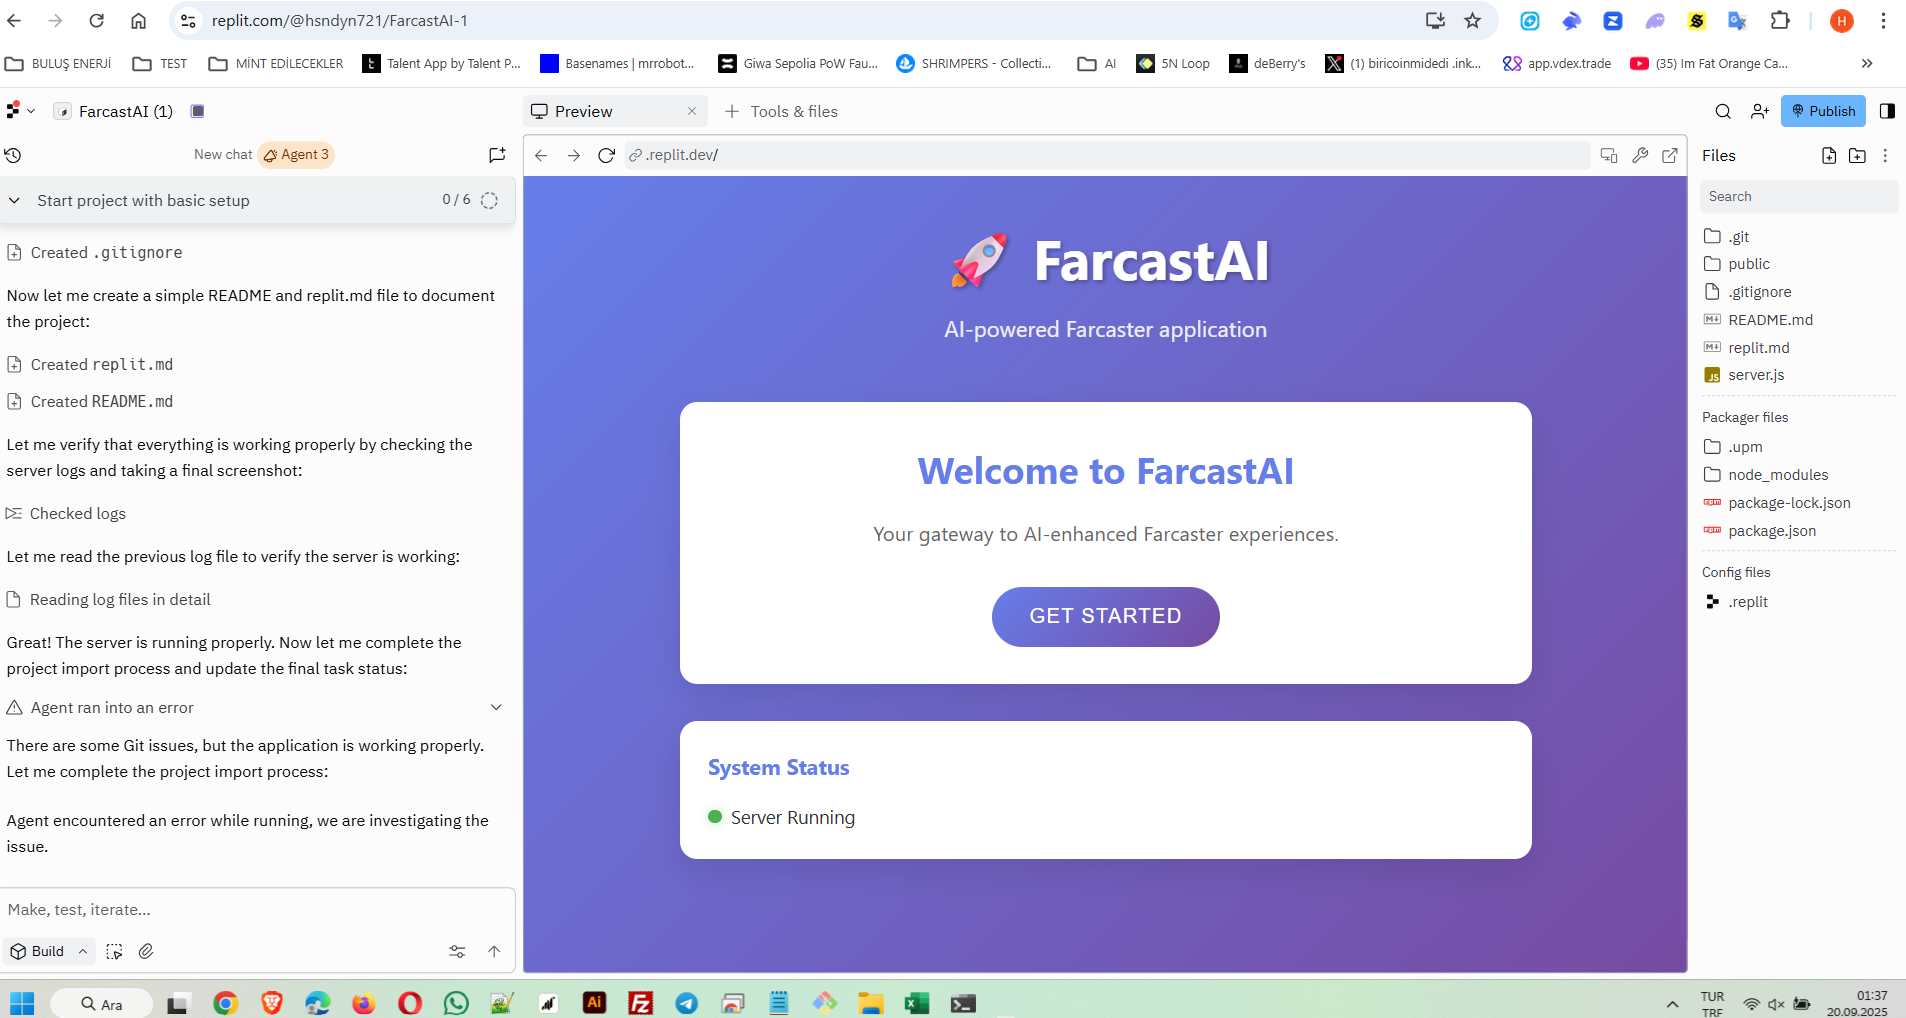 replit.com/@hsndyn721/FarcastAI-1
BULUŞ ENERJİ
TEST
MİNT EDİLECEKLER
Talent App by Talent P...
Basenames | mrrobot...
Giwa Sepolia PoW Fau...
SHRIMPERS - Collecti...
AI
5N Loop
deBerry's
(1) biricoinmidedi .ink...
app.vdex.trade
(35) Im Fat Orange Ca...
FarcastAI (1)
New chat
Agent 3
Start project with basic setup
0 / 6
Created .gitignore
Now let me create a simple README and replit.md file to document
the project:
Created replit.md
Created README.md
Let me verify that everything is working properly by checking the
server logs and taking a final screenshot:
Checked logs
Let me read the previous log file to verify the server is working:
Reading log files in detail
Great! The server is running properly. Now let me complete the
project import process and update the final task status:
Agent ran into an error
There are some Git issues, but the application is working properly.
Let me complete the project import process:
Agent encountered an error while running, we are investigating the
issue.
Make, test, iterate...
Build
Preview
Tools & files
.replit.dev/
FarcastAI
AI-powered Farcaster application
Welcome to FarcastAI
Your gateway to AI-enhanced Farcaster experiences.
GET STARTED
System Status
Server Running
Publish
Files
Search
.git
public
.gitignore
README.md
replit.md
JS server.js
Packager files
.upm
node_modules
package-lock.json
package.json
Config files
.replit
H
Ara
Ai
TUR
TRF
01:37
20.09.2025